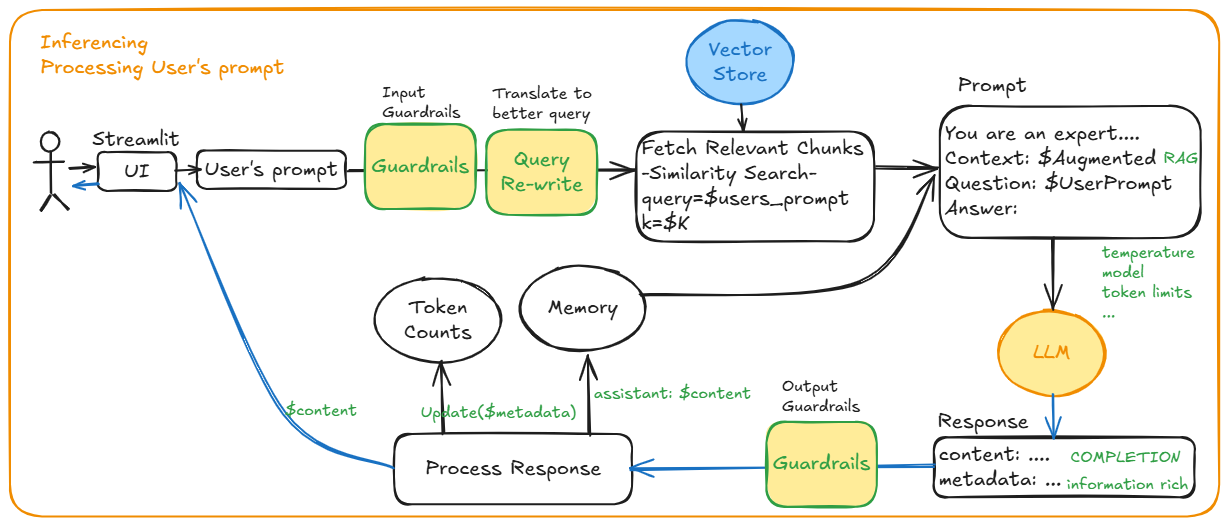 Inferencing
Processing User's prompt
Streamlit
UI
User's prompt
Input
Guardrails
Guardrails
Translate to
better query
Query
Re-write
Vector
Store
Fetch Relevant Chunks
-Similarity Search-
query=$users_prompt
k=$K
Prompt
You are an expert....
Context: $Augmented RAG
Question: $UserPrompt
Answer:
temperature
model
token limits
...
LLM
Token
Counts
Memory
Update($metadata)
assistant: $content
$content
Process Response
Output
Guardrails
Guardrails
Response
content: .... COMPLETION
metadata: ... information rich